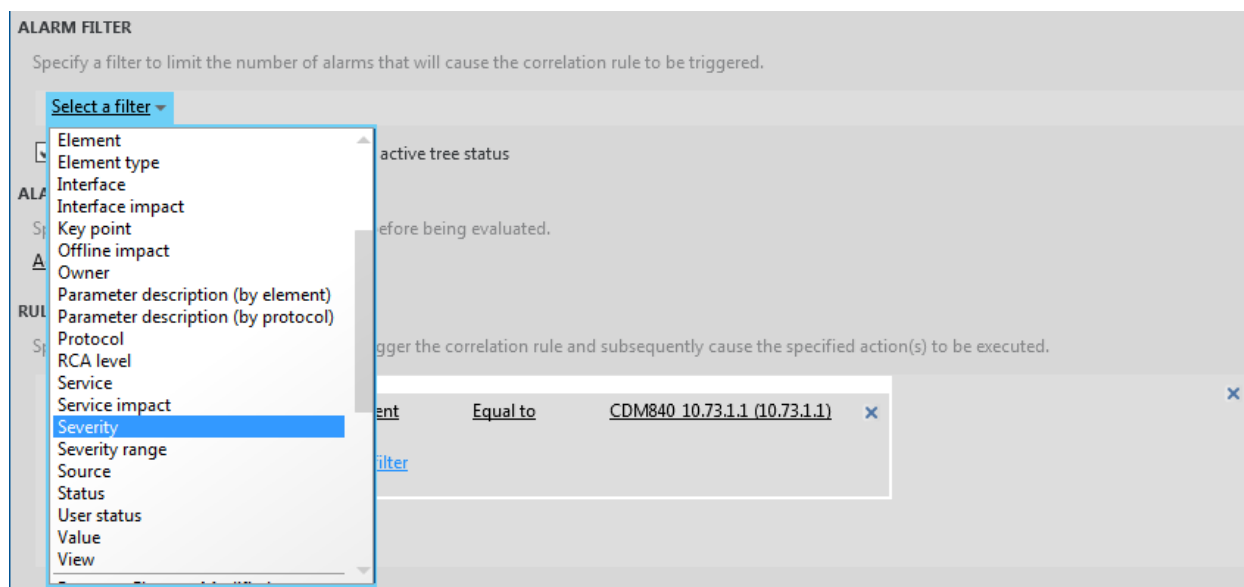 ALARM FILTER
Specify a filter to limit the number of alarms that will cause the correlation rule to be triggered.
Select a filter
Element
active tree status
Element type
Interface
ALA
Interface impact
Key point
efore being evaluated.
Offline impact
A
Owner
Parameter description (by element)
RUL
Parameter description (by protocol)
Protocol
gger the correlation rule and subsequently cause the specified action(s) to be executed.
RCA level
Service
Service impact
ent Equal to CDM840 10.73.1.1 (10.73.1.1)
Severity
Severity range
ilter
Source
Status
User status
Value
View